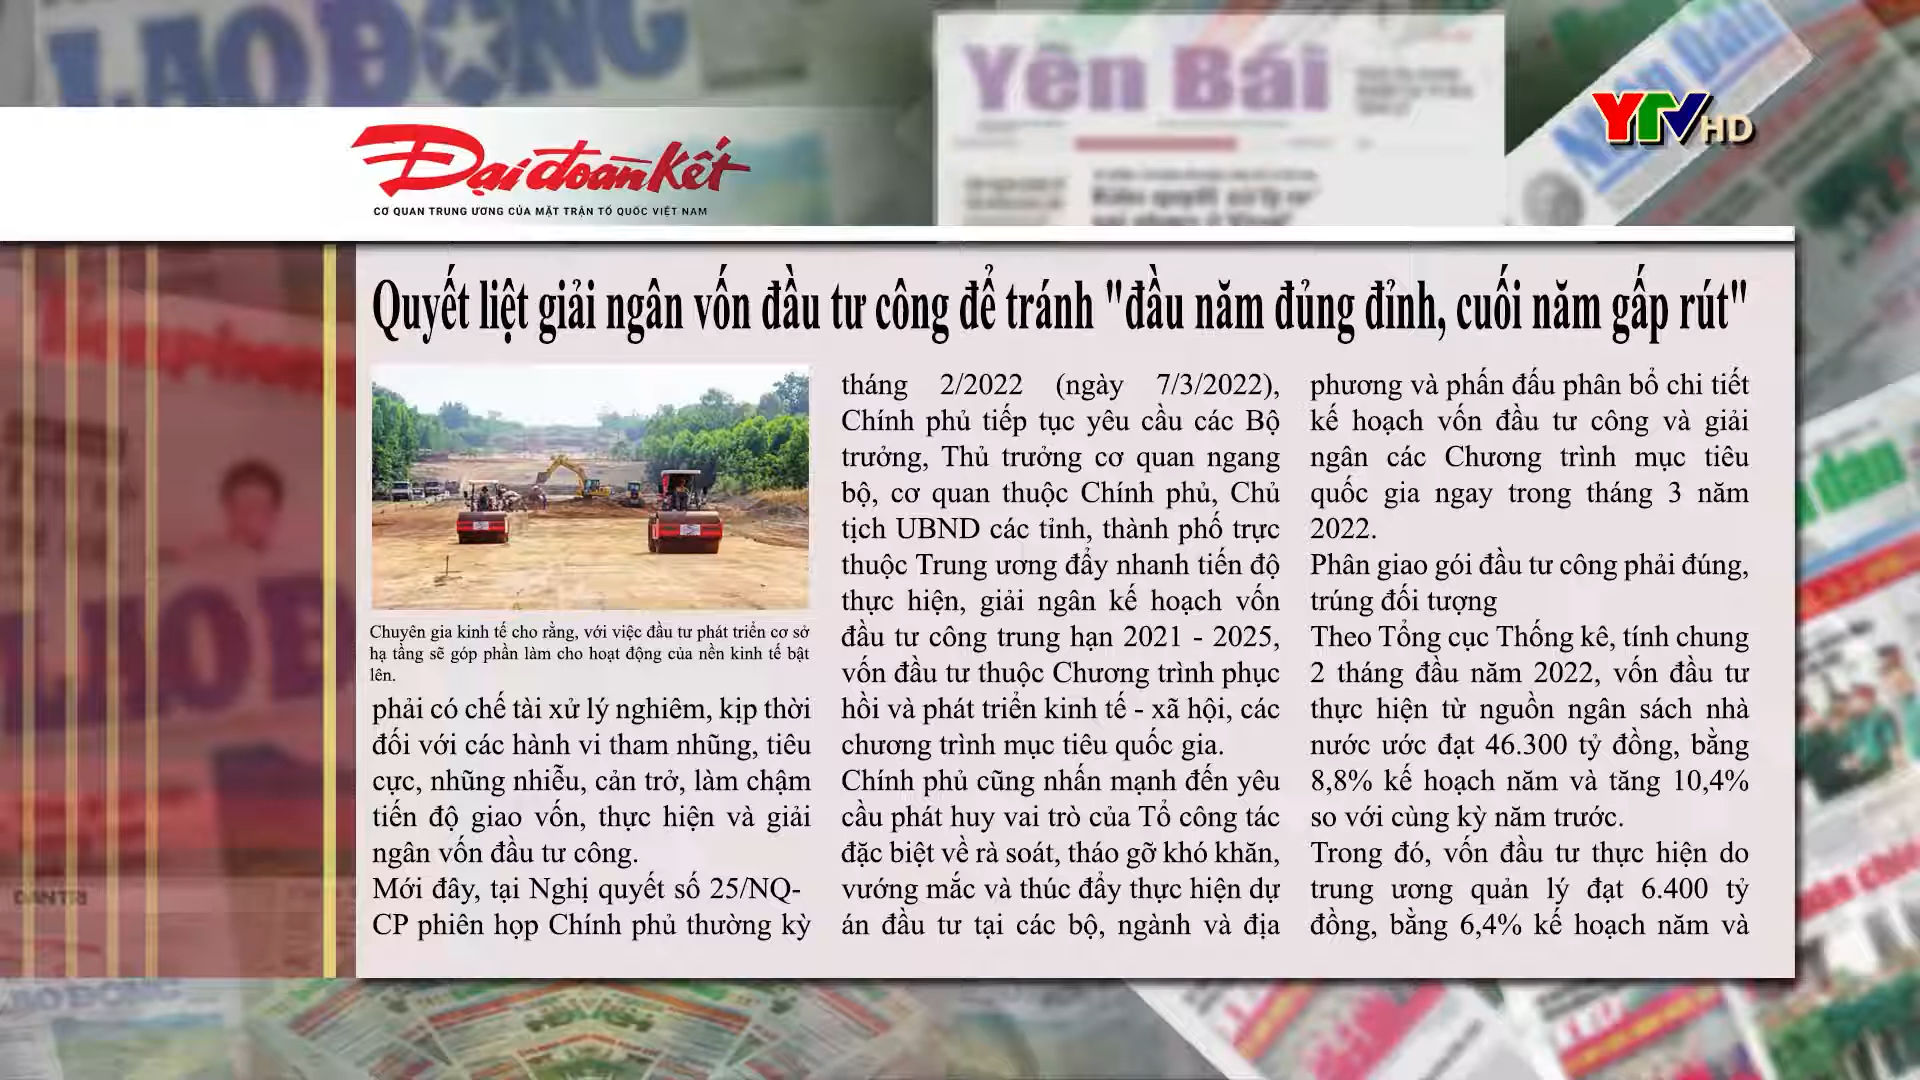 LAO ĐỘNG
Yên Bái
Nhân Dân
YTV HD
Đại đoàn kết
CƠ QUAN TRUNG ƯƠNG CỦA MẶT TRẬN TỔ QUỐC VIỆT NAM
Quyết liệt giải ngân vốn đầu tư công để tránh "đầu năm đủng đỉnh, cuối năm gấp rút"
Chuyên gia kinh tế cho rằng, với việc đầu tư phát triển cơ sở
hạ tầng sẽ góp phần làm cho hoạt động của nền kinh tế bật
lên.
phải có chế tài xử lý nghiêm, kịp thời
đối với các hành vi tham nhũng, tiêu
cực, nhũng nhiễu, cản trở, làm chậm
tiến độ giao vốn, thực hiện và giải
ngân vốn đầu tư công.
Mới đây, tại Nghị quyết số 25/NQ-
CP phiên họp Chính phủ thường kỳ
tháng 2/2022 (ngày 7/3/2022),
Chính phủ tiếp tục yêu cầu các Bộ
trưởng, Thủ trưởng cơ quan ngang
bộ, cơ quan thuộc Chính phủ, Chủ
tịch UBND các tỉnh, thành phố trực
thuộc Trung ương đẩy nhanh tiến độ
thực hiện, giải ngân kế hoạch vốn
đầu tư công trung hạn 2021 - 2025,
vốn đầu tư thuộc Chương trình phục
hồi và phát triển kinh tế - xã hội, các
chương trình mục tiêu quốc gia.
Chính phủ cũng nhấn mạnh đến yêu
cầu phát huy vai trò của Tổ công tác
đặc biệt về rà soát, tháo gỡ khó khăn,
vướng mắc và thúc đẩy thực hiện dự
án đầu tư tại các bộ, ngành và địa
phương và phấn đấu phân bổ chi tiết
kế hoạch vốn đầu tư công và giải
ngân các Chương trình mục tiêu
quốc gia ngay trong tháng 3 năm
2022.
Phân giao gói đầu tư công phải đúng,
trúng đối tượng
Theo Tổng cục Thống kê, tính chung
2 tháng đầu năm 2022, vốn đầu tư
thực hiện từ nguồn ngân sách nhà
nước ước đạt 46.300 tỷ đồng, bằng
8,8% kế hoạch năm và tăng 10,4%
so với cùng kỳ năm trước.
Trong đó, vốn đầu tư thực hiện do
trung ương quản lý đạt 6.400 tỷ
đồng, bằng 6,4% kế hoạch năm và
LAO ĐỘNG
DÂN TRÍ
LAO ĐỘNG